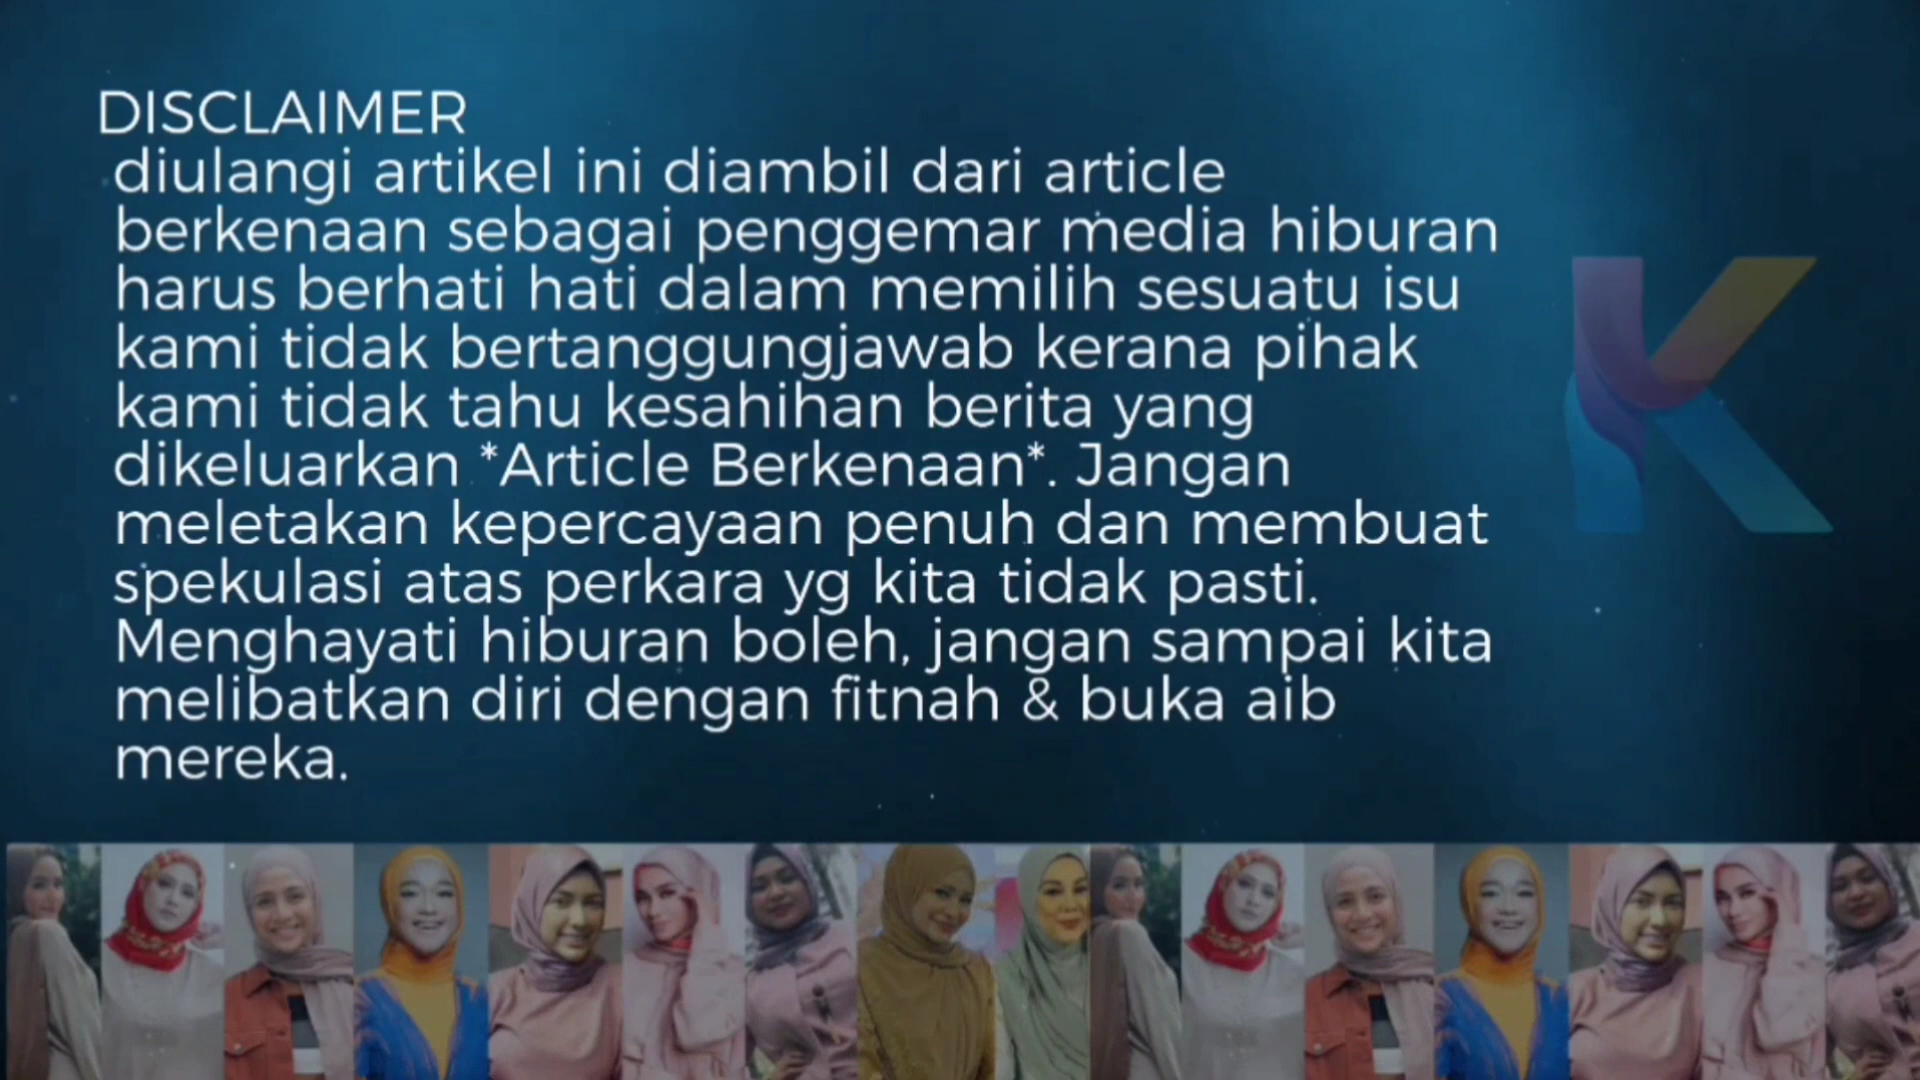 DISCLAIMER
diulangi artikel ini diambil dari article
berkenaan sebagai penggemar media hiburan
harus berhati hati dalam memilih sesuatu isu
kami tidak bertanggungjawab kerana pihak
kami tidak tahu kesahihan berita yang
dikeluarkan *Article Berkenaan*. Jangan
meletakan kepercayaan penuh dan membuat
spekulasi atas perkara yg kita tidak pasti.
Menghayati hiburan boleh, jangan sampai kita
melibatkan diri dengan fitnah & buka aib
mereka.
K